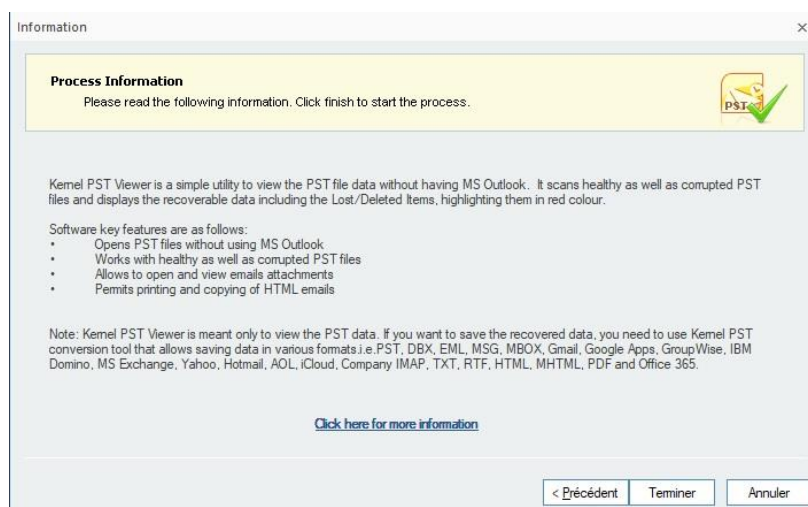 Information
Process Information
Please read the following information. Click finish to start the process.
PST
Kernel PST Viewer is a simple utility to view the PST file data without having MS Outlook. It scans healthy as well as corrupted PST
files and displays the recoverable data including the Lost/Deleted Items, highlighting them in red colour.
Software key features are as follows:
• Opens PST files without using MS Outlook
• Works with healthy as well as corrupted PST files
• Allows to open and view emails attachments
• Permits printing and copying of HTML emails
Note: Kernel PST Viewer is meant only to view the PST data. If you want to save the recovered data, you need to use Kernel PST
conversion tool that allows saving data in various formats.i.e.PST, DBX, EML, MSG, MBOX, Gmail, Google Apps, GroupWise, IBM
Domino, MS Exchange, Yahoo, Hotmail, AOL, iCloud, Company IMAP, TXT, RTF, HTML, MHTML, PDF and Office 365.
Click here for more information
< Précédent Terminer Annuler